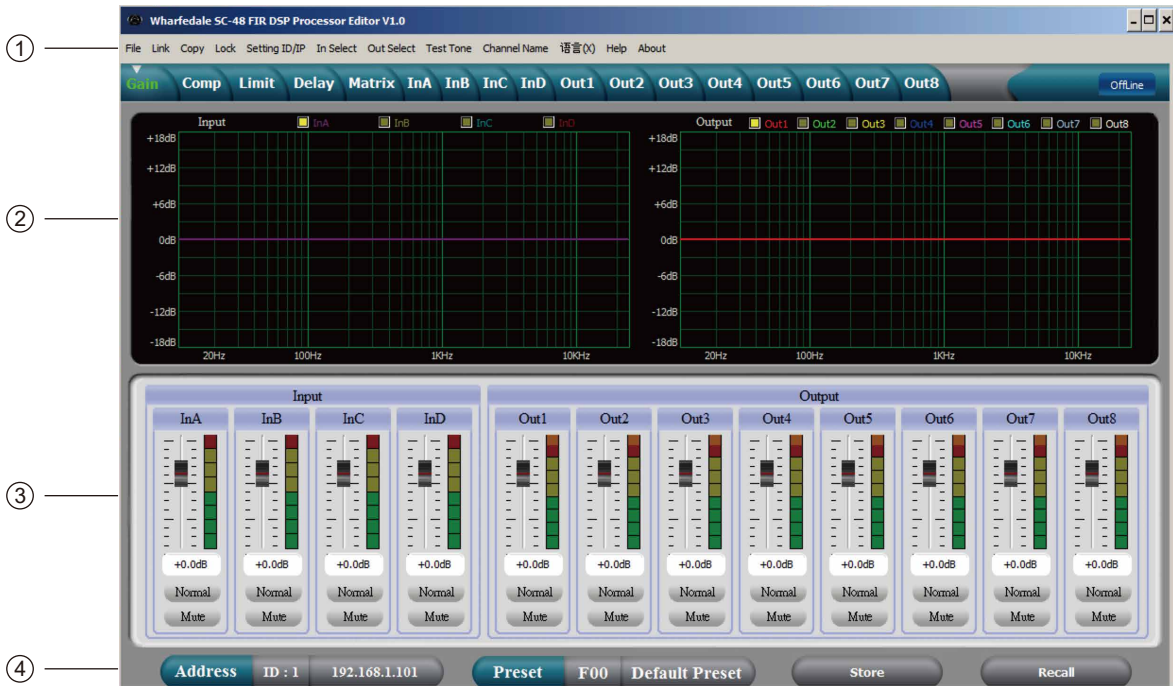 Wharfedale SC-48 FIR DSP Processor Editor V1.0
① File Link Copy Lock Setting ID/IP In Select Out Select Test Tone Channel Name 语言(X) Help About
Gain Comp Limit Delay Matrix InA InB InC InD Out1 Out2 Out3 Out4 Out5 Out6 Out7 Out8 OffLine
Input InA InB InC InD
+18dB
+12dB
+6dB
② 0dB
-6dB
-12dB
-18dB
20Hz 100Hz 1KHz 10KHz
Output Out1 Out2 Out3 Out4 Out5 Out6 Out7 Out8
+18dB
+12dB
+6dB
0dB
-6dB
-12dB
-18dB
20Hz 100Hz 1KHz 10KHz
Input Output
InA InB InC InD Out1 Out2 Out3 Out4 Out5 Out6 Out7 Out8
③
+0.0dB +0.0dB +0.0dB +0.0dB +0.0dB +0.0dB +0.0dB +0.0dB +0.0dB +0.0dB +0.0dB +0.0dB
Normal Normal Normal Normal Normal Normal Normal Normal Normal Normal Normal Normal
Mute Mute Mute Mute Mute Mute Mute Mute Mute Mute Mute Mute
④ Address ID : 1 192.168.1.101 Preset F00 Default Preset Store Recall